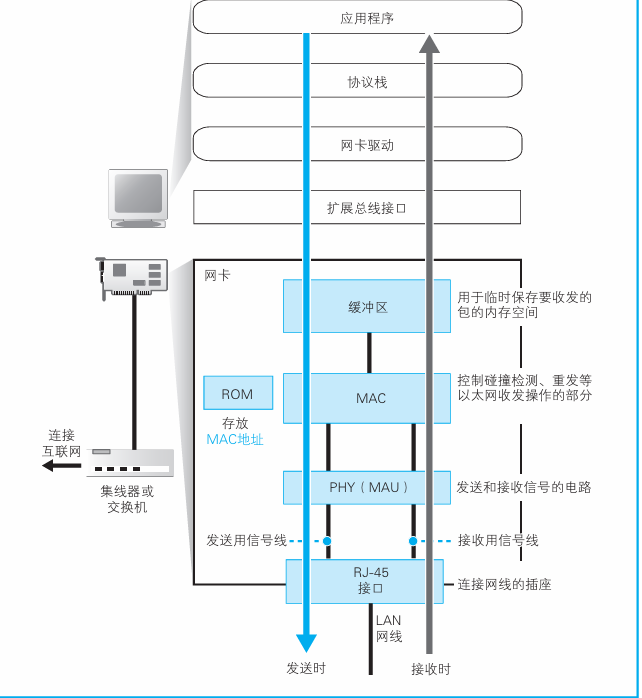 应用程序
协议栈
网卡驱动
扩展总线接口
网卡
缓冲区
用于临时保存要收发的
包的内存空间
ROM
存放
MAC地址
MAC
控制碰撞检测、重发等
以太网收发操作的部分
连接
互联网
集线器或
交换机
PHY（MAU）
发送和接收信号的电路
发送用信号线
接收用信号线
RJ-45
接口
连接网线的插座
LAN
网线
发送时
接收时